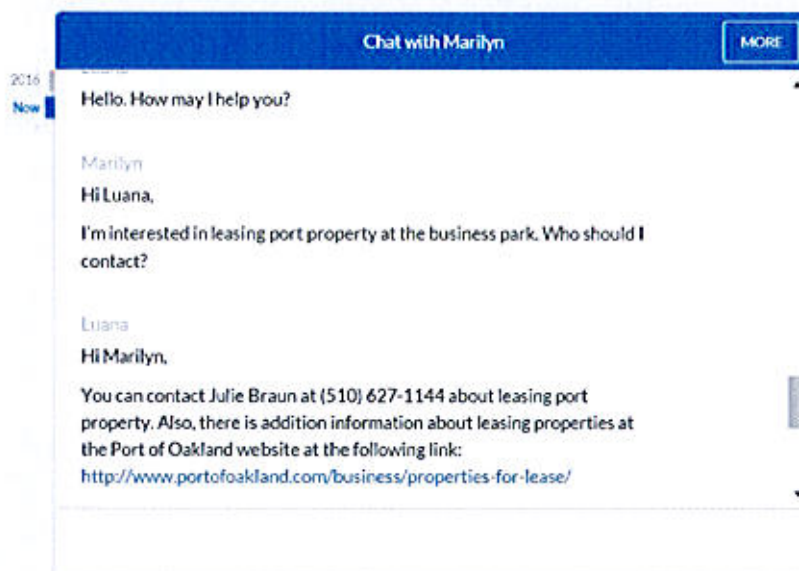 Chat with Marilyn
MORE
2016
Now
Hello. How may I help you?
Marilyn
Hi Luana,
I'm interested in leasing port property at the business park. Who should I
contact?
Luana
Hi Marilyn,
You can contact Julie Braun at (510) 627-1144 about leasing port
property. Also, there is addition information about leasing properties at
the Port of Oakland website at the following link:
http://www.portofoakland.com/business/properties-for-lease/